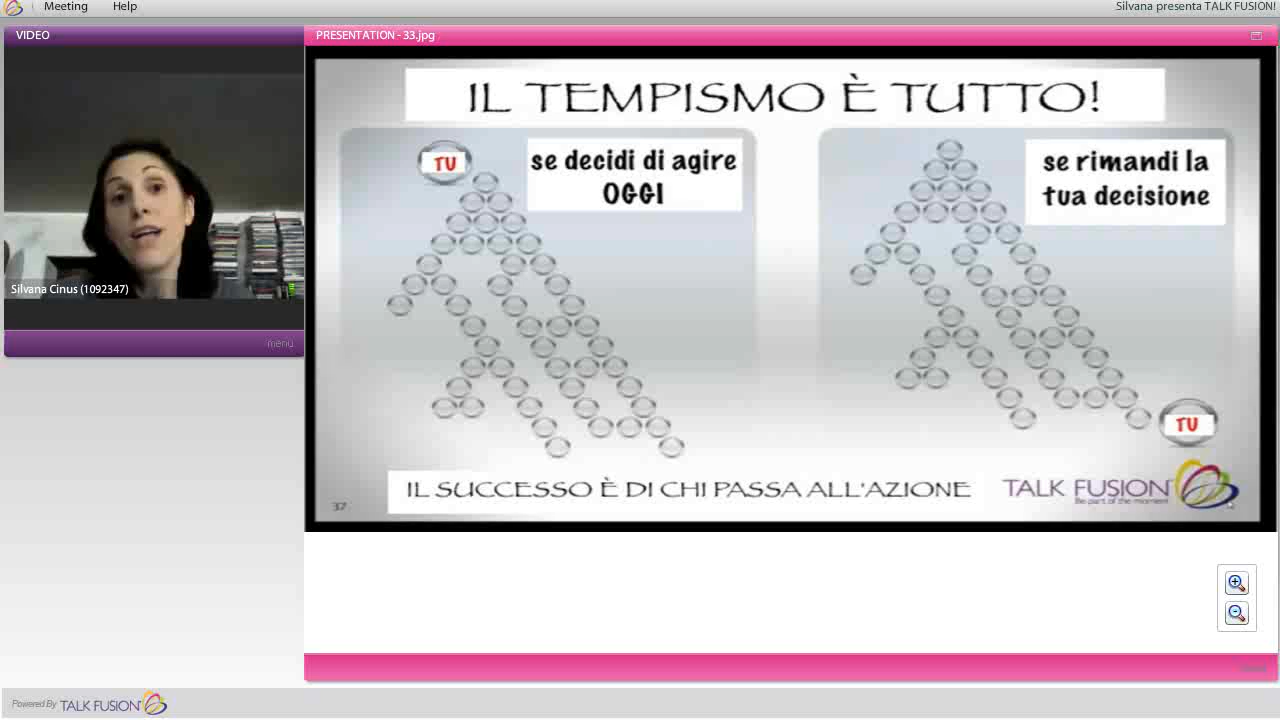 Meeting Help
Silvana presenta TALK FUSION!
VIDEO
PRESENTATION - 33.jpg
IL TEMPISMO È TUTTO!
TU
se decidi di agire
OGGI
se rimandi la
tua decisione
Silvana Cinus (1092347)
menu
TU
IL SUCCESSO È DI CHI PASSA ALL'AZIONE
TALK FUSION
Be part of the moment
37
Powered By TALK FUSION